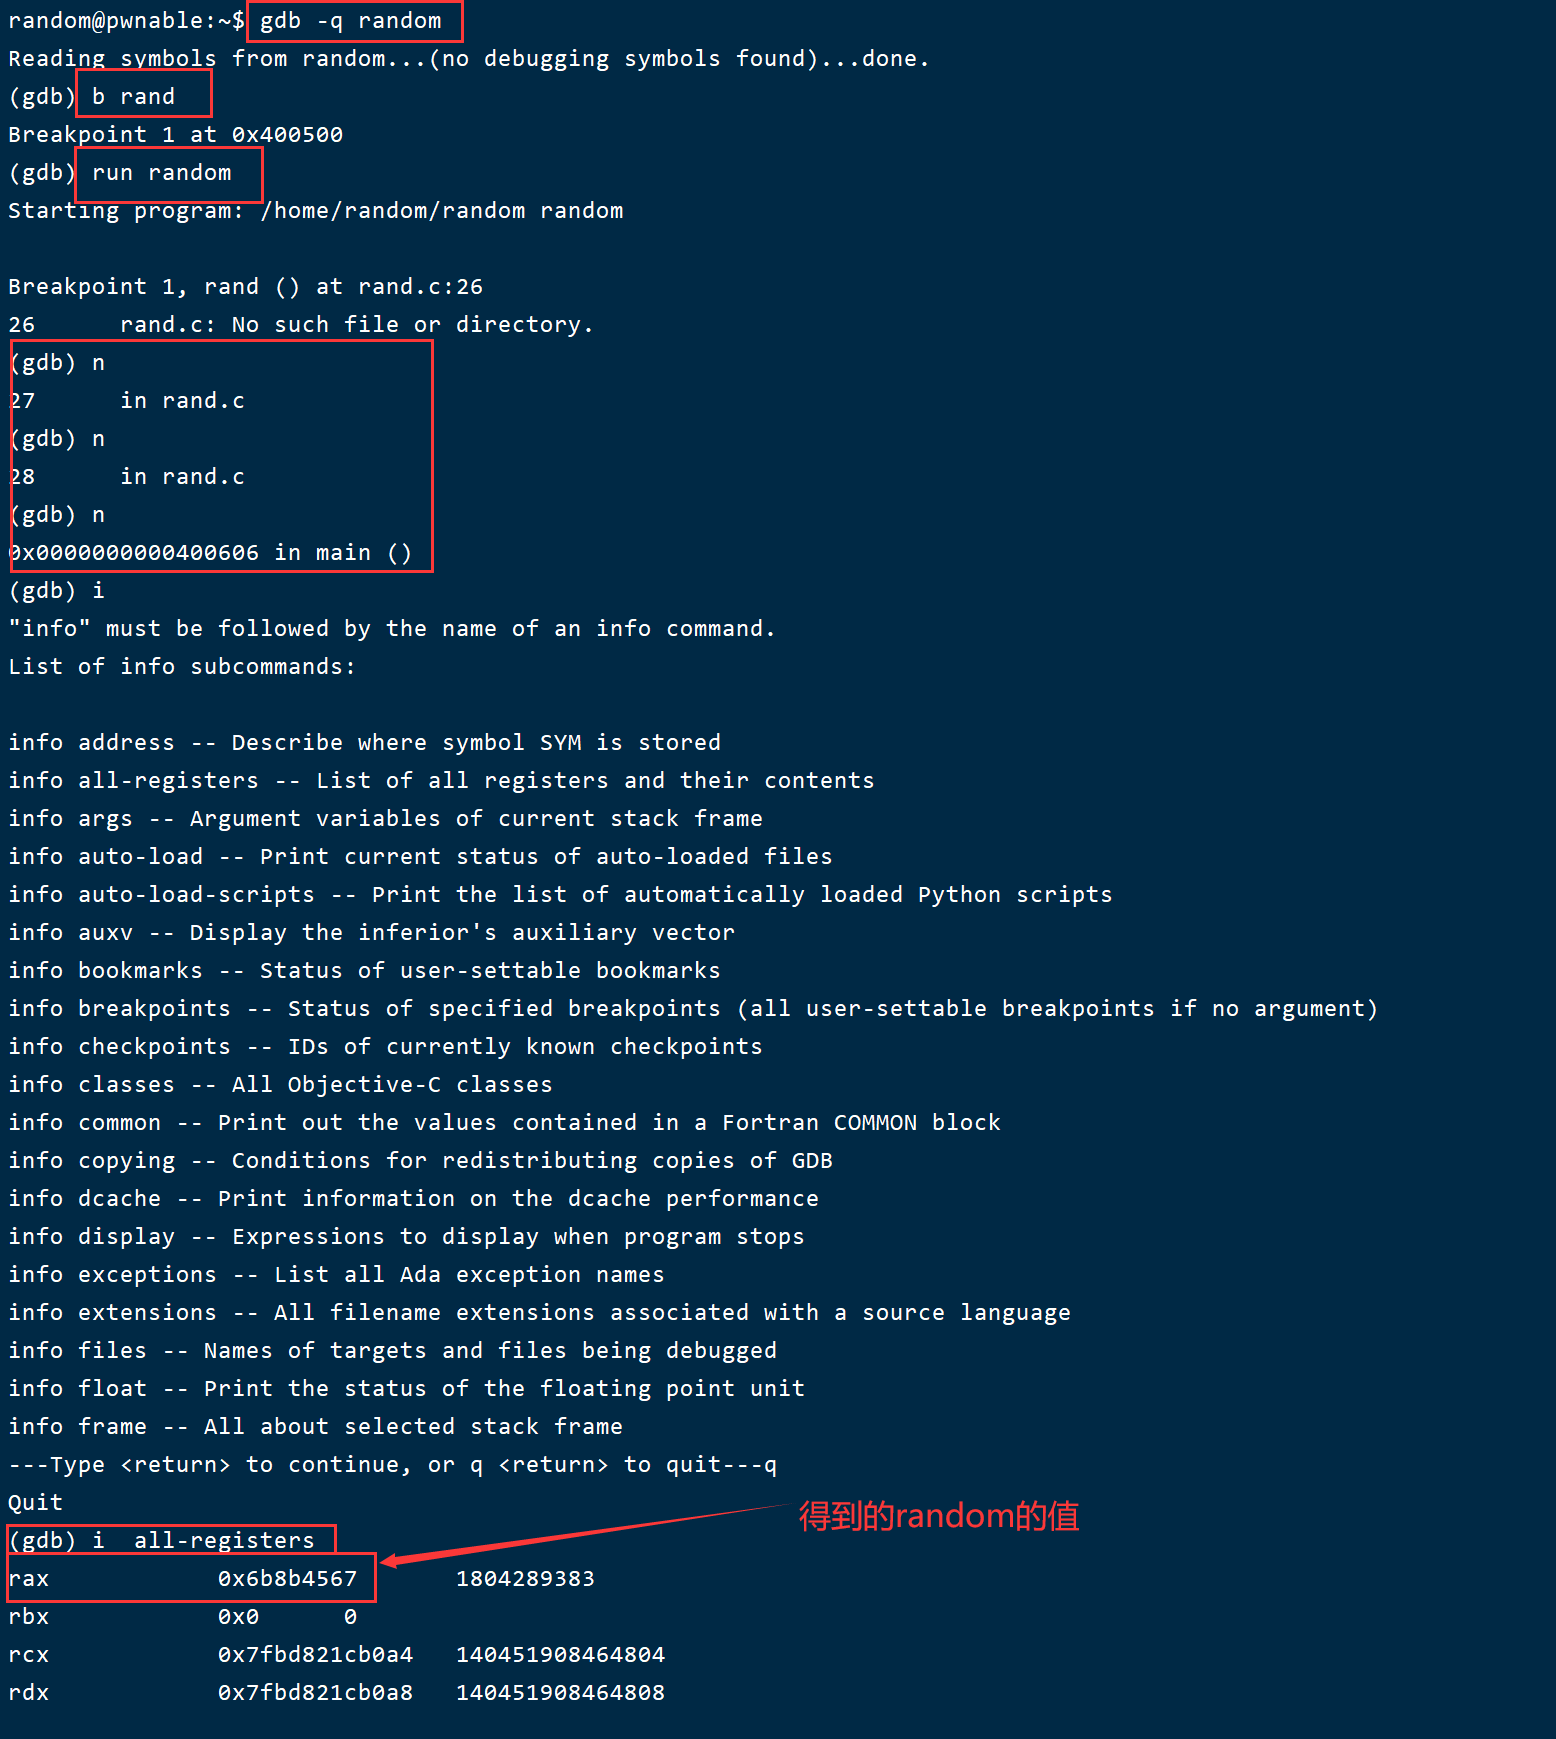 random@pwnable:~$ gdb -q random
Reading symbols from random...(no debugging symbols found)...done.
(gdb) b rand
Breakpoint 1 at 0x400500
(gdb) run random
Starting program: /home/random/random random
Breakpoint 1, rand () at rand.c:26
26      rand.c: No such file or directory.
(gdb) n
27      in rand.c
(gdb) n
28      in rand.c
(gdb) n
0x0000000000400606 in main ()
(gdb) i
"info" must be followed by the name of an info command.
List of info subcommands:
info address -- Describe where symbol SYM is stored
info all-registers -- List of all registers and their contents
info args -- Argument variables of current stack frame
info auto-load -- Print current status of auto-loaded files
info auto-load-scripts -- Print the list of automatically loaded Python scripts
info auxv -- Display the inferior's auxiliary vector
info bookmarks -- Status of user-settable bookmarks
info breakpoints -- Status of specified breakpoints (all user-settable breakpoints if no argument)
info checkpoints -- IDs of currently known checkpoints
info classes -- All Objective-C classes
info common -- Print out the values contained in a Fortran COMMON block
info copying -- Conditions for redistributing copies of GDB
info dcache -- Print information on the dcache performance
info display -- Expressions to display when program stops
info exceptions -- List all Ada exception names
info extensions -- All filename extensions associated with a source language
info files -- Names of targets and files being debugged
info float -- Print the status of the floating point unit
info frame -- All about selected stack frame
---Type <return> to continue, or q <return> to quit---q
Quit
得到的random的值
(gdb) i  all-registers
rax            0x6b8b4567       1804289383
rbx            0x0      0
rcx            0x7fbd821cb0a4   140451908464804
rdx            0x7fbd821cb0a8   140451908464808